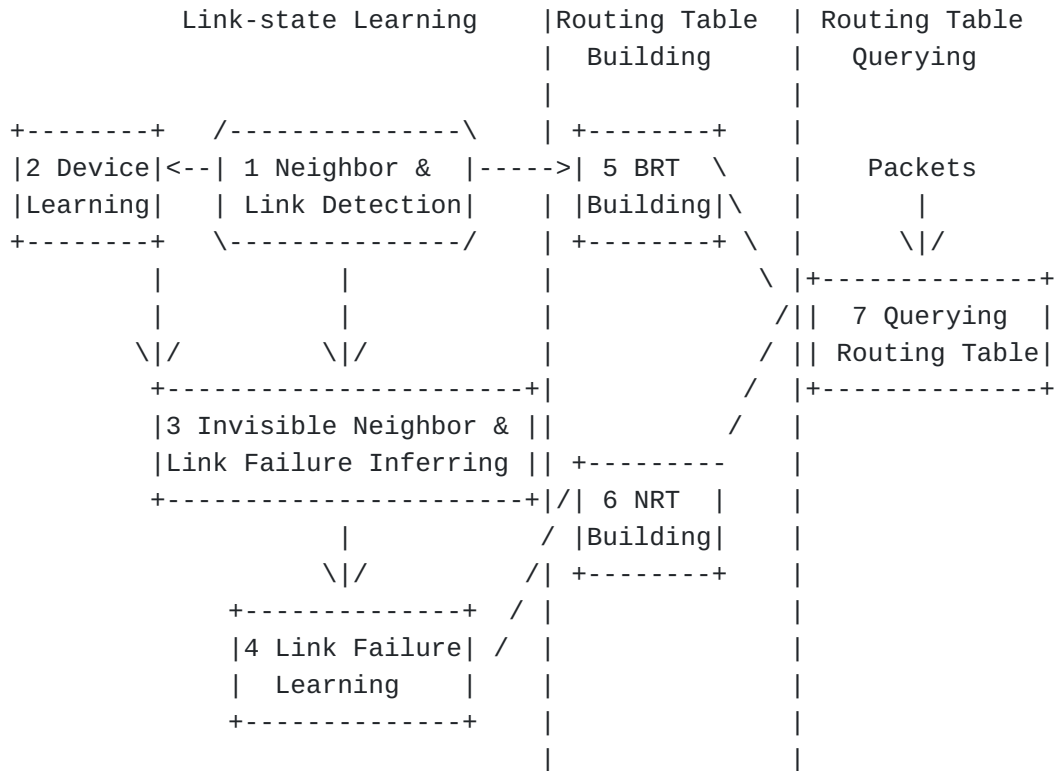 Link-state Learning |Routing Table | Routing Table
| Building | Querying
| |
+--------+ /---------------\ | +--------+ |
|2 Device|<--| 1 Neighbor & |----->| 5 BRT \ | Packets
|Learning| | Link Detection| | |Building|\ | |
+--------+ \---------------/ | +--------+ \ | \|/
| | | \ |+--------------+
| | | /|| 7 Querying |
\|/ \|/ | / || Routing Table|
+-----------------------+| / |+--------------+
|3 Invisible Neighbor & || / |
|Link Failure Inferring || +--------- |
+-----------------------+|/| 6 NRT | |
| / |Building| |
\|/ /| +--------+ |
+--------------+ / | |
|4 Link Failure| / | |
| Learning | | |
+--------------+ | |
| |